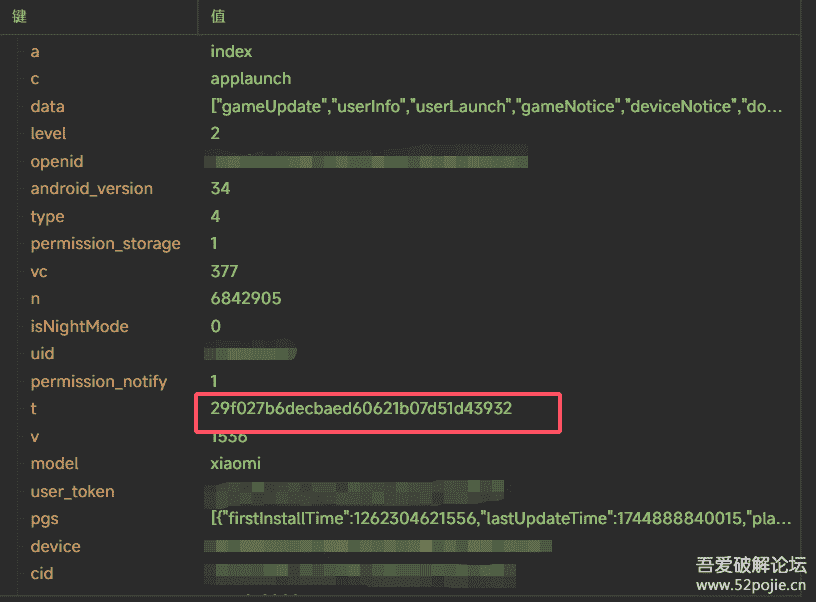 键 值
a index
c applaunch
data ["gameUpdate","userInfo","userLaunch","gameNotice","deviceNotice","do...
level 2
openid
android_version 34
type 4
permission_storage 1
vc 377
n 6842905
isNightMode 0
uid
permission_notify 1
t 29f027b6decbaed60621b07d51d43932
v 1536
model xiaomi
user_token
pgs [{"firstInstallTime":1262304621556,"lastUpdateTime":1744888840015,"pla...
device
cid
吾爱破解论坛
www.52pojie.cn